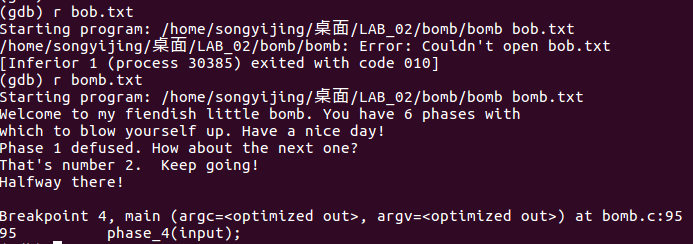 (gdb) r bob.txt
Starting program: /home/songyijing/桌面/LAB_02/bomb/bomb bob.txt
/home/songyijing/桌面/LAB_02/bomb/bomb: Error: Couldn't open bob.txt
[Inferior 1 (process 30385) exited with code 010]
(gdb) r bomb.txt
Starting program: /home/songyijing/桌面/LAB_02/bomb/bomb bomb.txt
Welcome to my fiendish little bomb. You have 6 phases with
which to blow yourself up. Have a nice day!
Phase 1 defused. How about the next one?
That's number 2.  Keep going!
Halfway there!
Breakpoint 4, main (argc=<optimized out>, argv=<optimized out>) at bomb.c:95
95          phase_4(input);